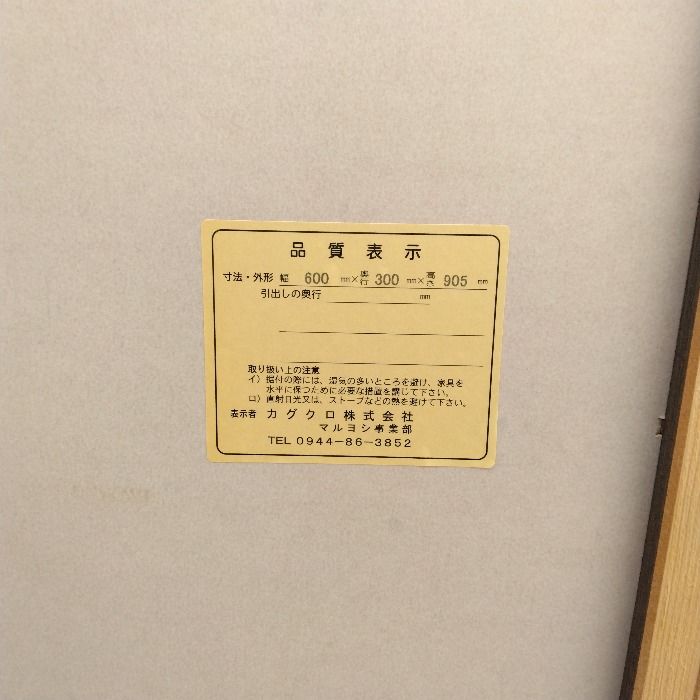 品質表示
寸法・外形 幅 600 mm×奥行 300 mm×高さ 905 mm
引出しの奥行 mm
取り扱い上の注意
イ）据付の際には、湿気の多いところを避け、家具を
水平に保つために必要な措置を講じて下さい。
ロ）直射日光又は、ストーブなどの熱を避けて下さい。
表示者 カグクロ株式会社
マルヨシ事業部
TEL 0944-86-3852